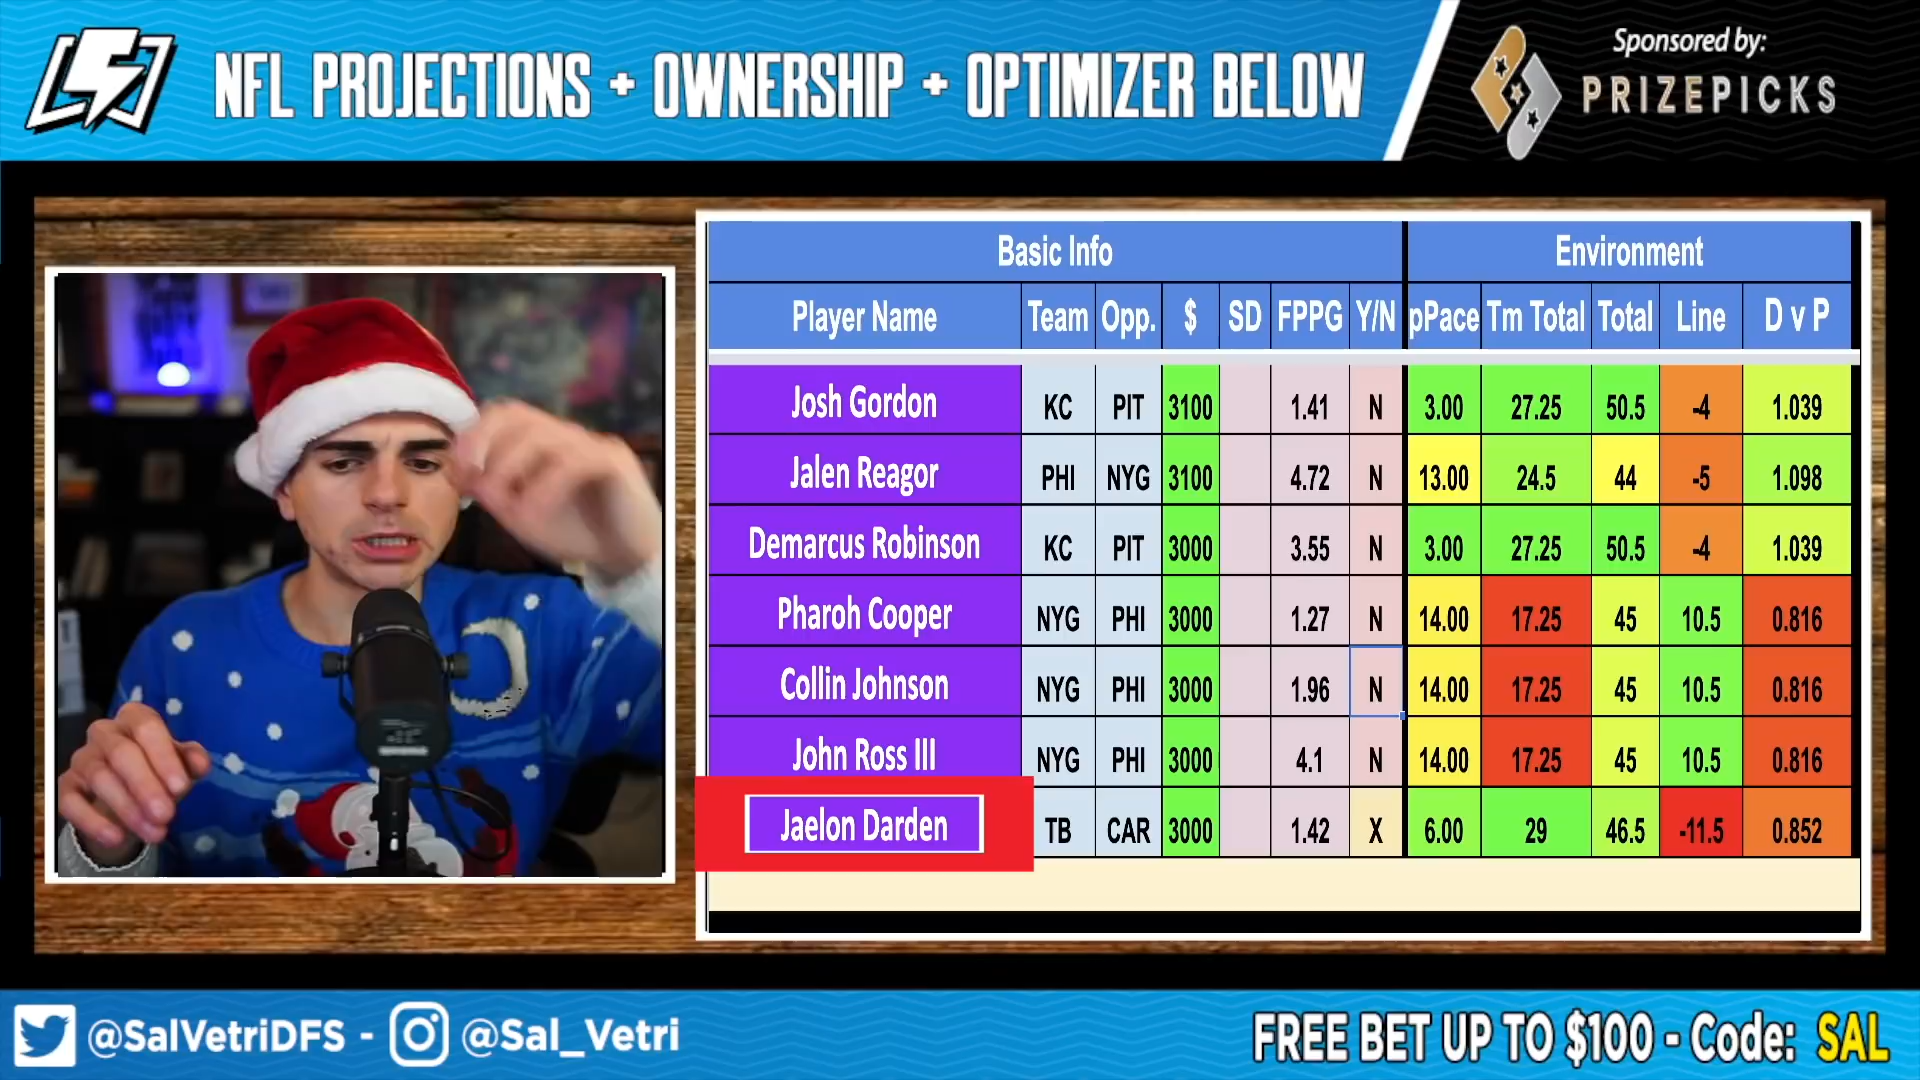 NFL PROJECTIONS + OWNERSHIP + OPTIMIZER BELOW
Sponsored by:
PRIZEPICKS
Basic Info Environment
Player Name Team Opp. $ SD FPPG Y/N pPace Tm Total Total Line D v P
Josh Gordon KC PIT 3100 1.41 N 3.00 27.25 50.5 -4 1.039
Jalen Reagor PHI NYG 3100 4.72 N 13.00 24.5 44 -5 1.098
Demarcus Robinson KC PIT 3000 3.55 N 3.00 27.25 50.5 -4 1.039
Pharoh Cooper NYG PHI 3000 1.27 N 14.00 17.25 45 10.5 0.816
Collin Johnson NYG PHI 3000 1.96 N 14.00 17.25 45 10.5 0.816
John Ross III NYG PHI 3000 4.1 N 14.00 17.25 45 10.5 0.816
Jaelon Darden TB CAR 3000 1.42 X 6.00 29 46.5 -11.5 0.852
@SalVetriDFS - @Sal_Vetri
FREE BET UP TO $100 - Code: SAL